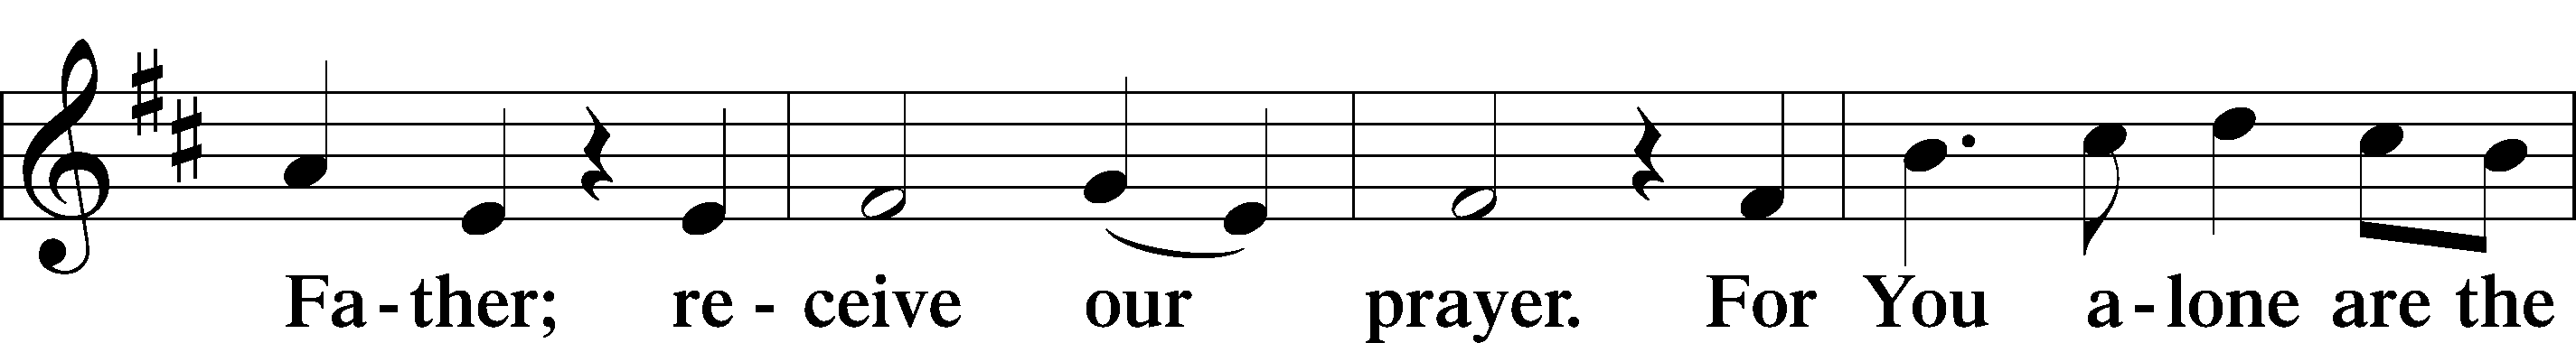 Fa-ther; re-ceive our prayer. For You a-lone are the